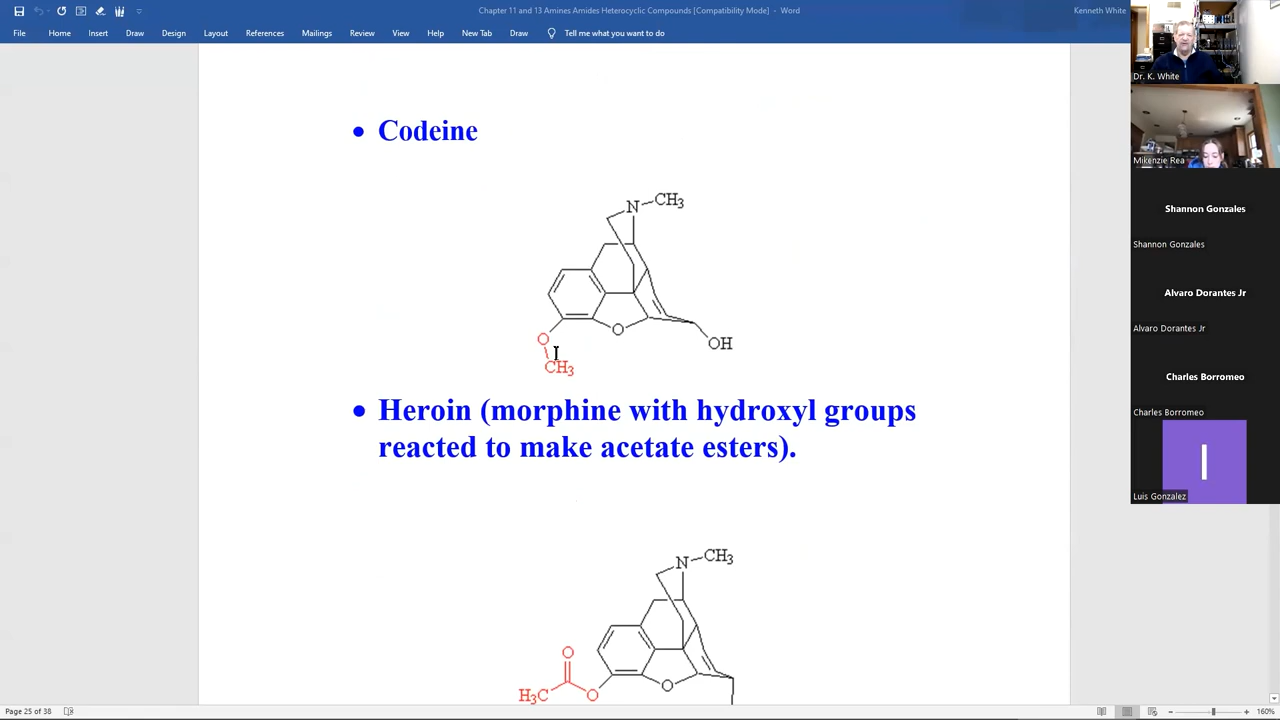 Chapter 11 and 13 Amines Amides Heterocyclic Compounds [Compatibility Mode] - Word
Kenneth White
File Home Insert Draw Design Layout References Mailings Review View Help New Tab Draw Tell me what you want to do
Dr. K. White
Mikenzie Rea
Shannon Gonzales
Shannon Gonzales
Alvaro Dorantes Jr
Alvaro Dorantes Jr
Charles Borromeo
Charles Borromeo
I
Luis Gonzalez
• Codeine
N CH3
O
O
OH
CH3
• Heroin (morphine with hydroxyl groups
reacted to make acetate esters).
N CH3
O
O
H3C
O
Page 25 of 38
160%